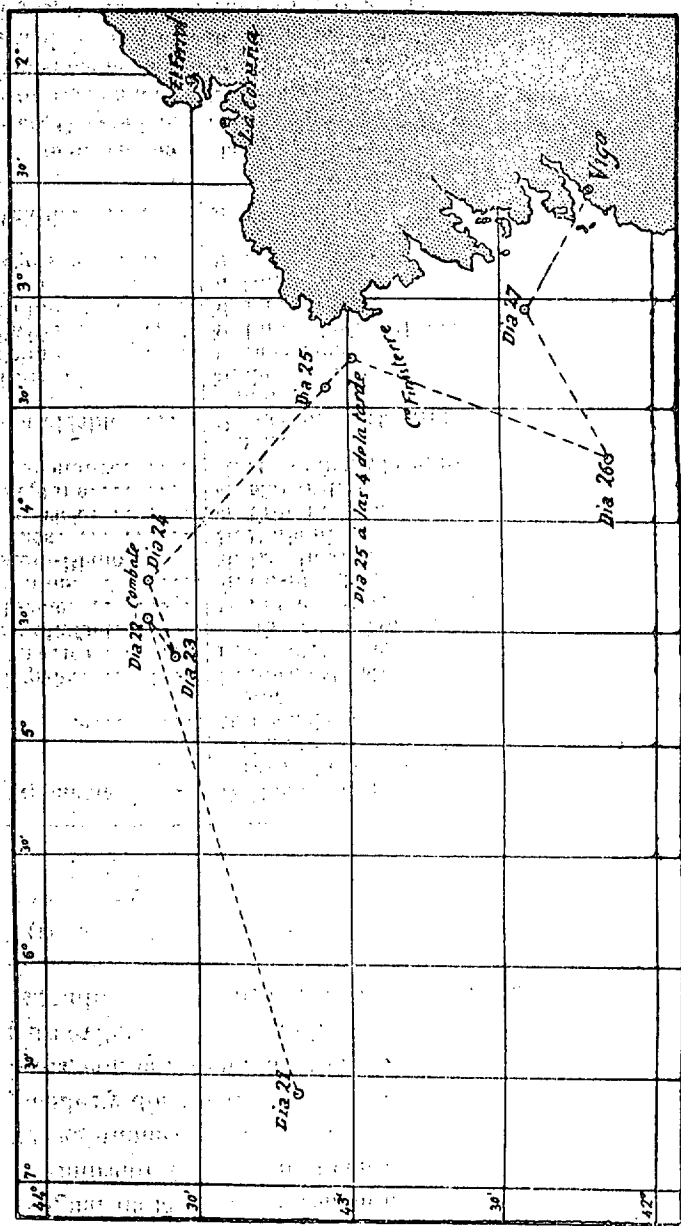 2°
30'
3°
30'
4°
30'
5°
30'
6°
30'
7°
44°
30'
43°
30'
42°
El Ferrol
La Coruña
Vigo
Cᵒ Finisterre
Dia 21
Dia 22 Combate
Dia 23
Dia 24
Dia 25
Dia 25 a las 4 de la tarde
Dia 26
Dia 27